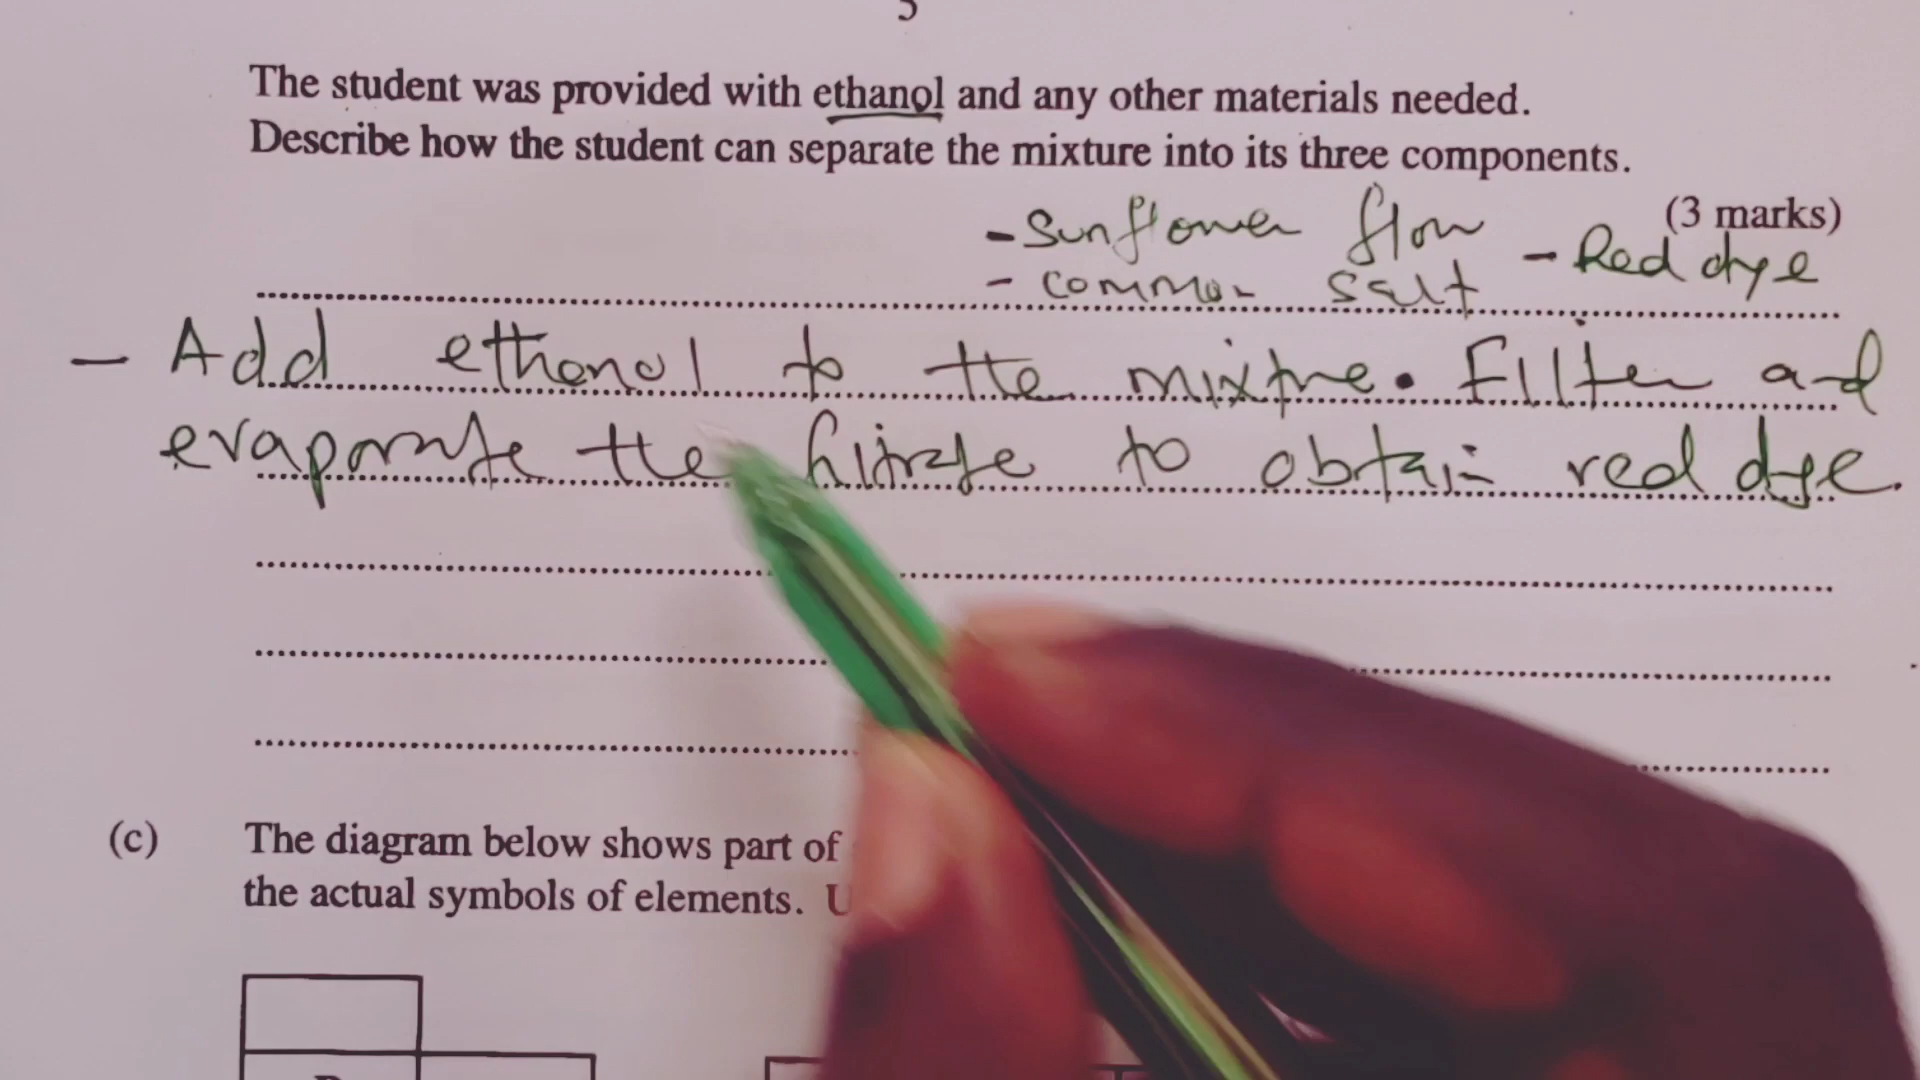 5
The student was provided with ethanol and any other materials needed.
Describe how the student can separate the mixture into its three components.
(3 marks)
- Sunflower flour - Red dye
- common salt
- Add ethanol to the mixture. Filter and
evaporate the filtrate to obtain red dye.
(c) The diagram below shows part of
the actual symbols of elements. U